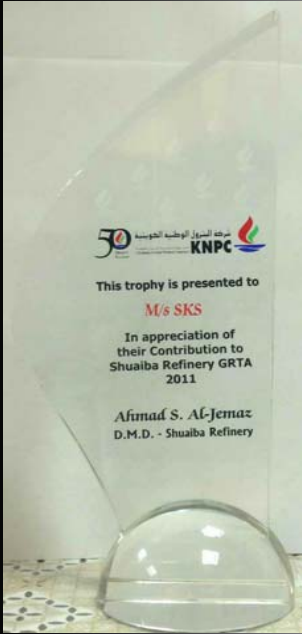 50 شركة البترول الوطنية الكويتية
KNPC
This trophy is presented to
M/s SKS
In appreciation of
their Contribution to
Shuaiba Refinery GRTA
2011
Ahmad S. Al-Jemaz
D.M.D. - Shuaiba Refinery